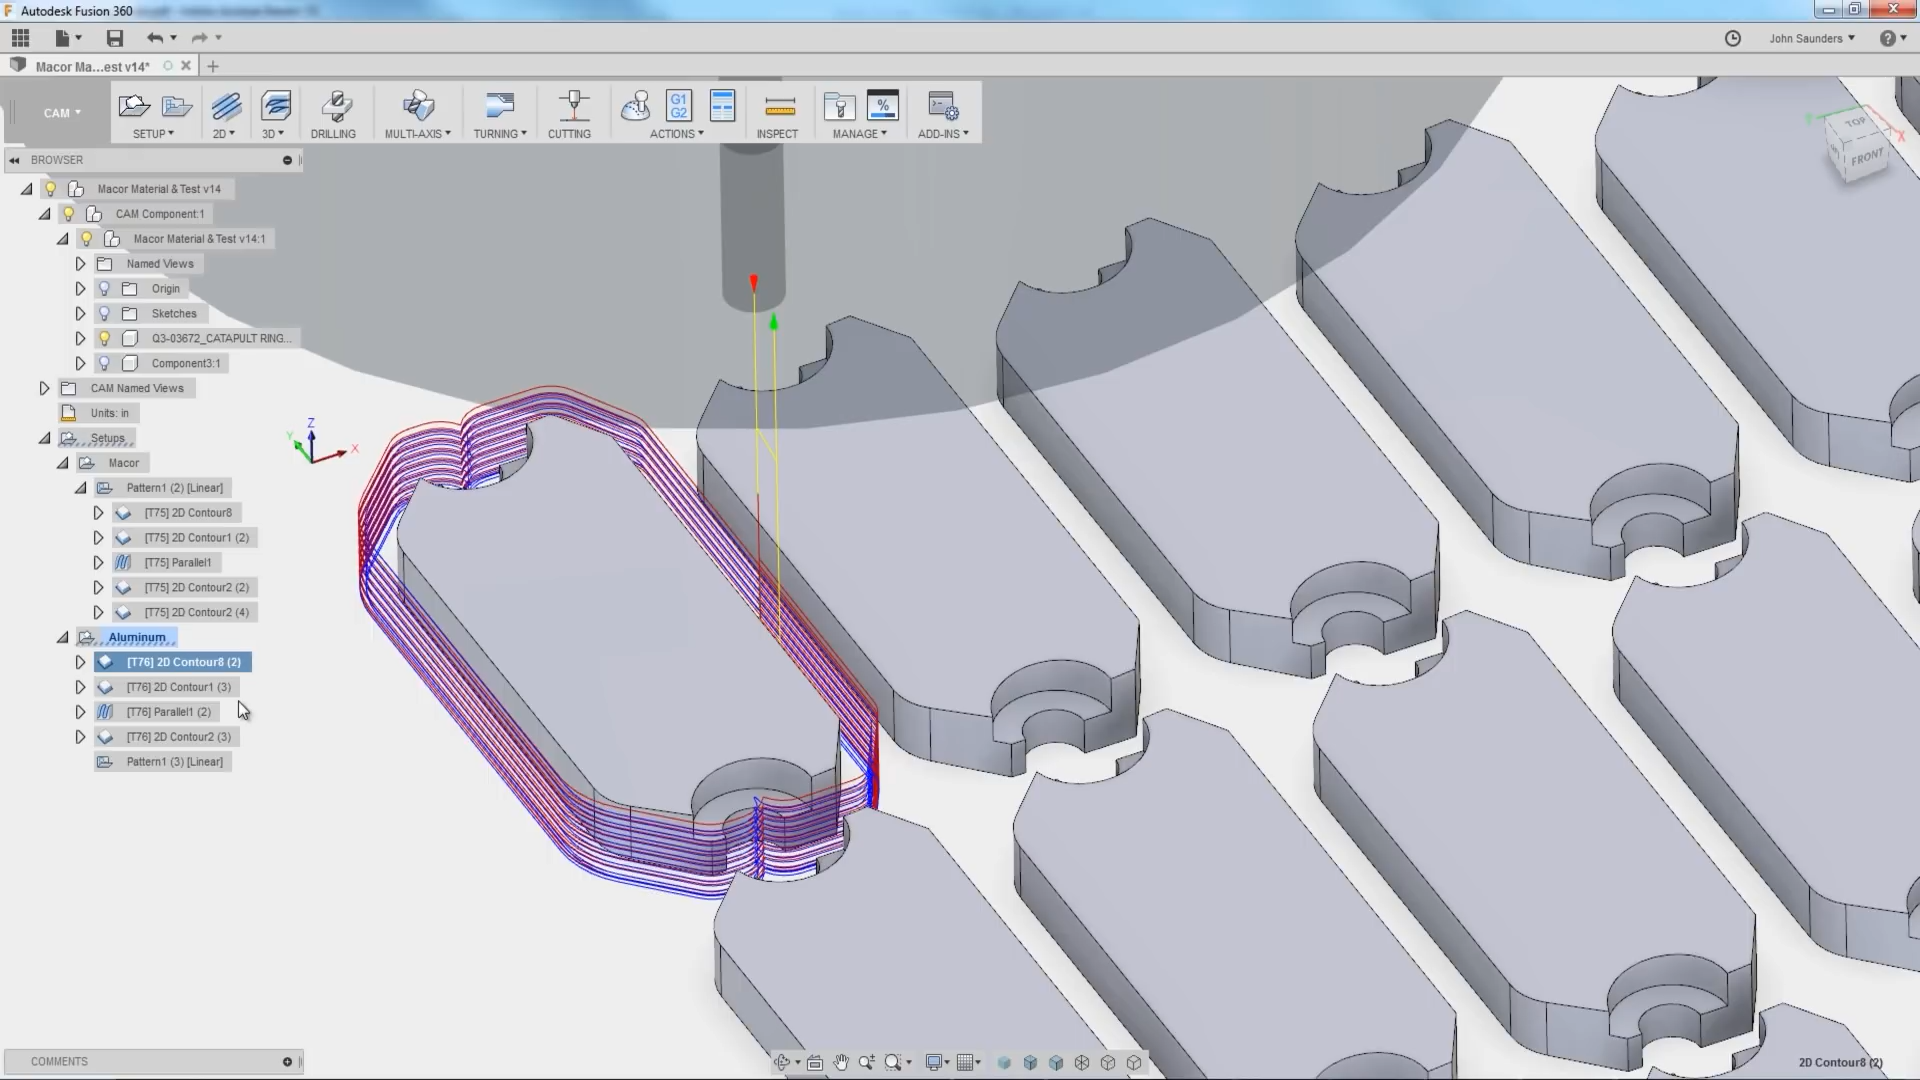 Autodesk Fusion 360
John Saunders
Macor Ma...est v14*
CAM
G1
G2
%
SETUP
2D
3D
DRILLING
MULTI-AXIS
TURNING
CUTTING
ACTIONS
INSPECT
MANAGE
ADD-INS
TOP
FRONT
X
BROWSER
Macor Material & Test v14
CAM Component:1
Macor Material & Test v14:1
Named Views
Origin
Sketches
Q3-03672_CATAPULT RING...
Component3:1
CAM Named Views
Units: in
Setups
Z
Y
X
Macor
Pattern1 (2) [Linear]
[T75] 2D Contour8
[T75] 2D Contour1 (2)
[T75] Parallel1
[T75] 2D Contour2 (2)
[T75] 2D Contour2 (4)
Aluminum
[T76] 2D Contour8 (2)
[T76] 2D Contour1 (3)
[T76] Parallel1 (2)
[T76] 2D Contour2 (3)
Pattern1 (3) [Linear]
COMMENTS
2D Contour8 (2)